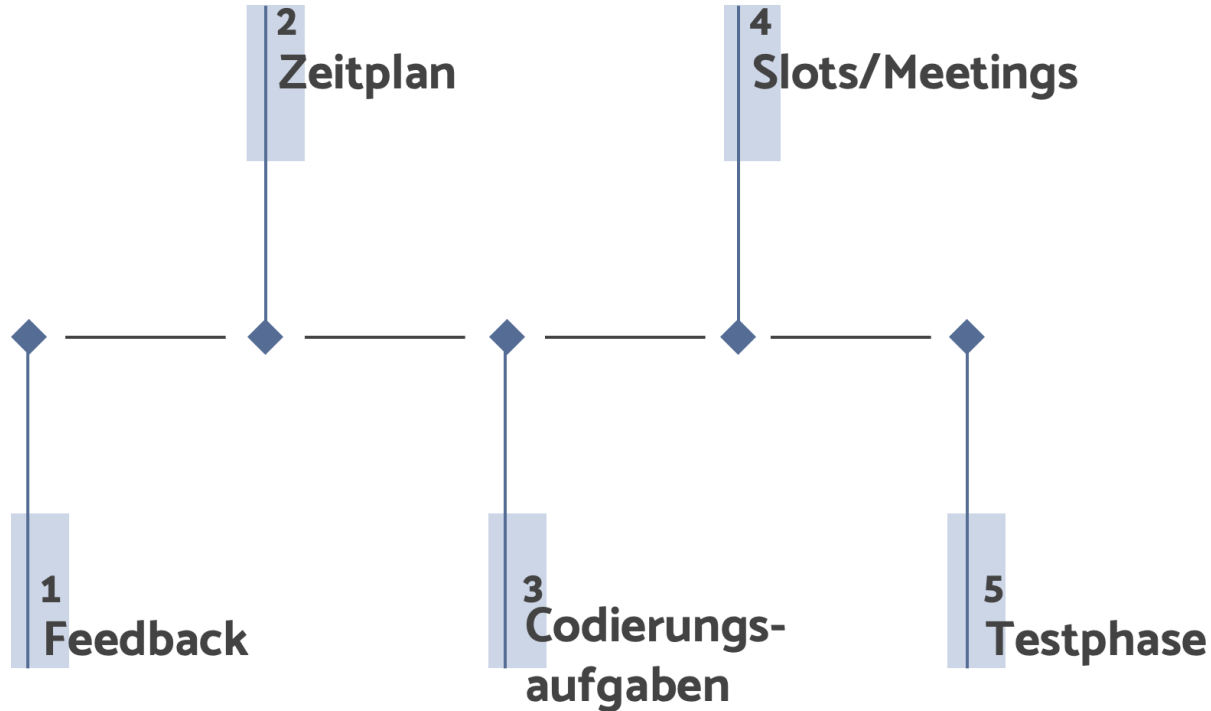 2
Zeitplan
4
Slots/Meetings
1
Feedback
3
Codierungs-
aufgaben
5
Testphase